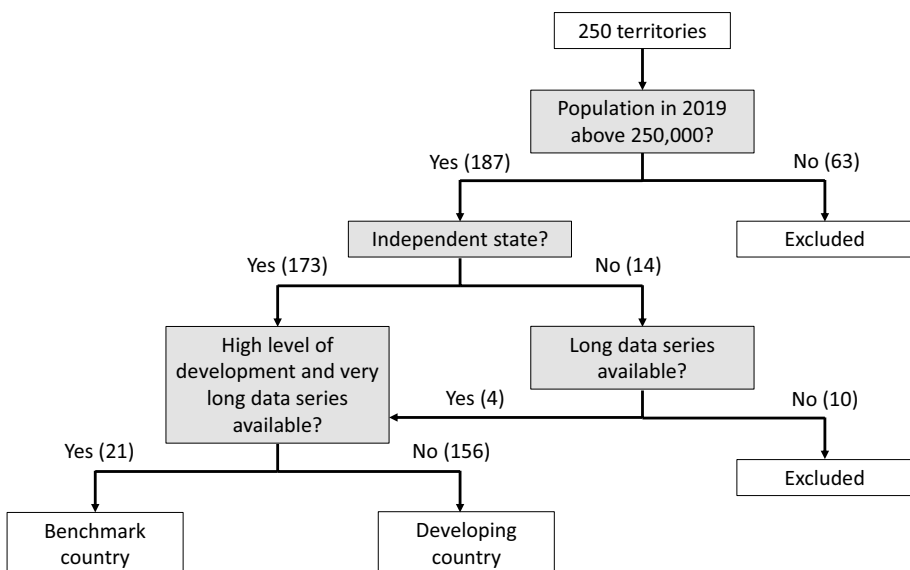 250 territories
Population in 2019
above 250,000?
Yes (187)
No (63)
Independent state?
Excluded
Yes (173)
No (14)
High level of
development and very
long data series
available?
Long data series
available?
Yes (4)
No (10)
Yes (21)
No (156)
Excluded
Benchmark
country
Developing
country